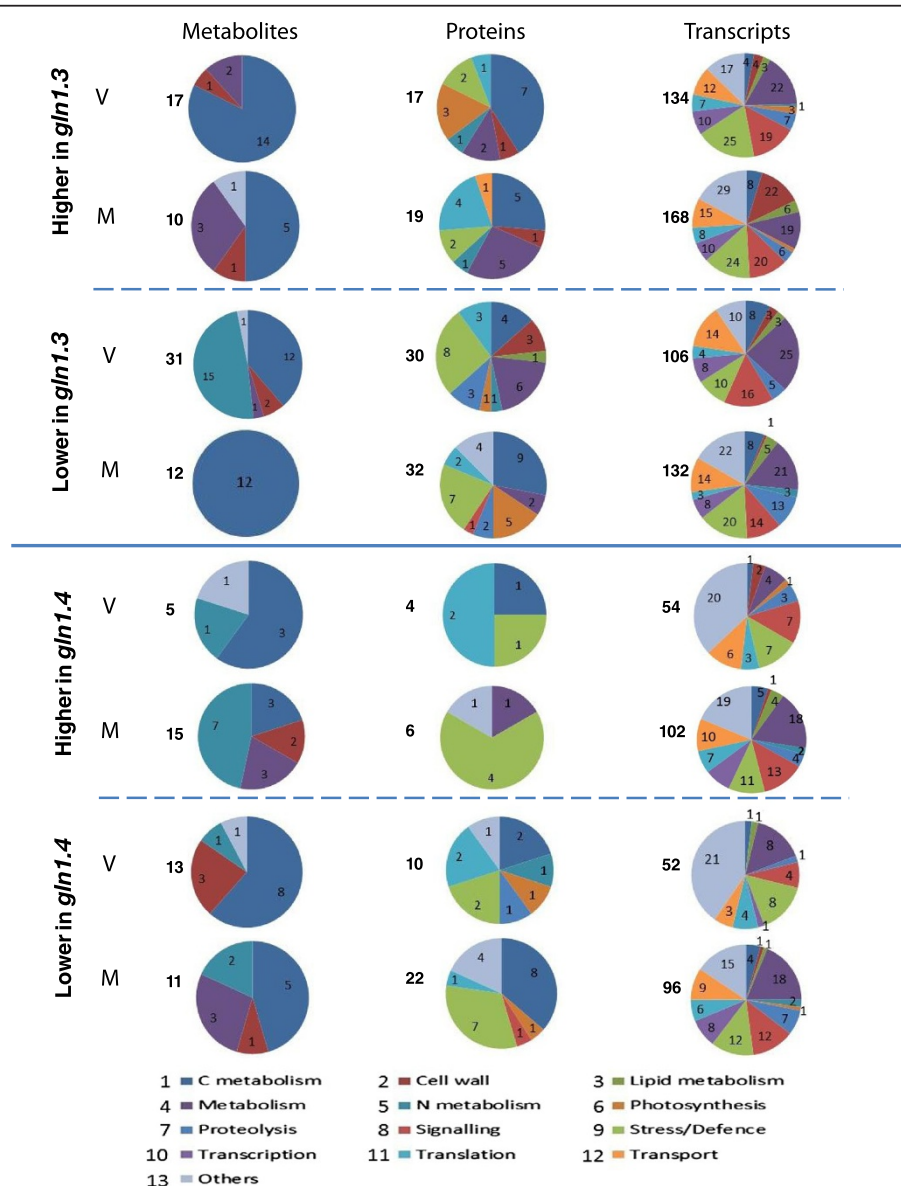 Metabolites Proteins Transcripts
Higher in gln1.3
V
17
14 1 2
17
7 1 2 1 3 2 1
134
4 4 3 22 1 3 7 19 25 10 7 12 17
M
10
5 1 3 1
19
5 1 5 1 2 4 1
168
8 22 6 19 6 20 24 10 8 15 29
Lower in gln1.3
V
31
12 2 1 15 1
30
4 3 1 6 1 1 3 8 3
106
8 3 3 25 5 16 10 8 4 14 10
M
12
12
32
9 2 5 2 1 7 2 4
132
8 1 5 21 3 13 14 20 8 3 14 22
Higher in gln1.4
V
5
3 1 1
4
1 1 2
54
1 2 4 1 3 7 7 3 6 20
M
15
3 2 3 7
6
1 4 1
102
5 1 4 18 2 4 13 11 7 10 19
Lower in gln1.4
V
13
8 3 1 1
10
2 1 1 1 2 2 1
52
1 1 8 1 4 8 1 4 3 21
M
11
5 1 3 2
22
8 1 1 7 1 4
96
4 1 1 18 2 1 7 12 12 8 6 9 15
1 C metabolism 2 Cell wall 3 Lipid metabolism
4 Metabolism 5 N metabolism 6 Photosynthesis
7 Proteolysis 8 Signalling 9 Stress/Defence
10 Transcription 11 Translation 12 Transport
13 Others